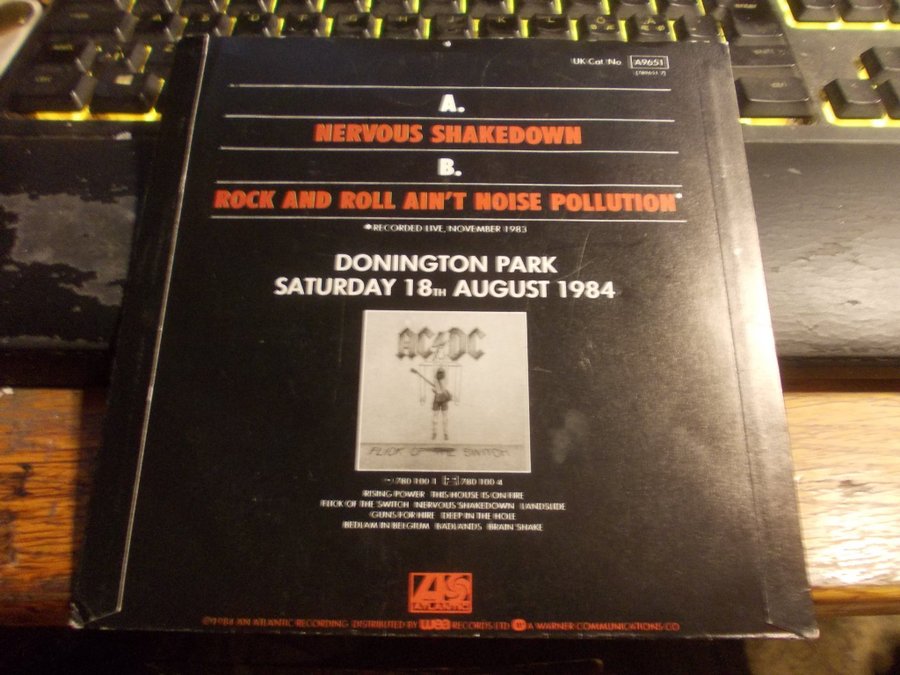 UK Cat No A9651
(789651-7)
A.
NERVOUS SHAKEDOWN
B.
ROCK AND ROLL AIN'T NOISE POLLUTION*
*RECORDED LIVE, NOVEMBER 1983
DONINGTON PARK
SATURDAY 18TH AUGUST 1984
AC⚡DC
FLICK OF THE SWITCH
780 100 1 780 100 4
RISING POWER THIS HOUSE IS ON FIRE
FLICK OF THE SWITCH NERVOUS SHAKEDOWN LANDSLIDE
GUNS FOR HIRE DEEP IN THE HOLE
BEDLAM IN BELGIUM BADLANDS BRAIN SHAKE
ATLANTIC
℗1984 AN ATLANTIC RECORDING DISTRIBUTED BY wea RECORDS LTD A WARNER COMMUNICATIONS CO